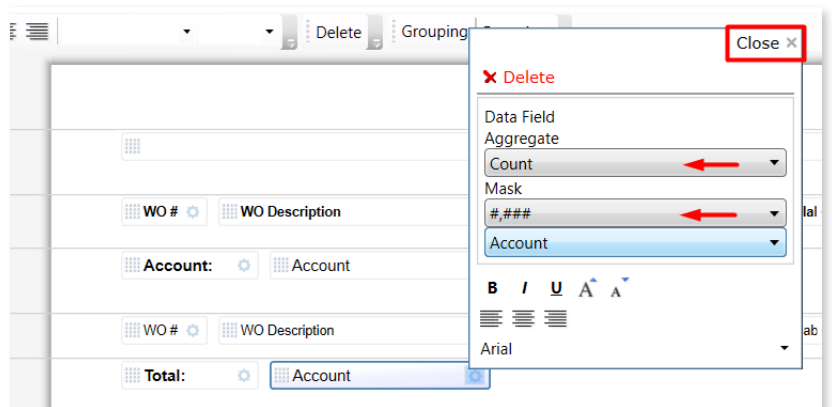 Delete Grouping
Close ×
Delete
Data Field
Aggregate
Count
Mask
#,###
Account
B I U A A
Arial
WO # WO Description
Account: Account
WO # WO Description
ab
Total: Account